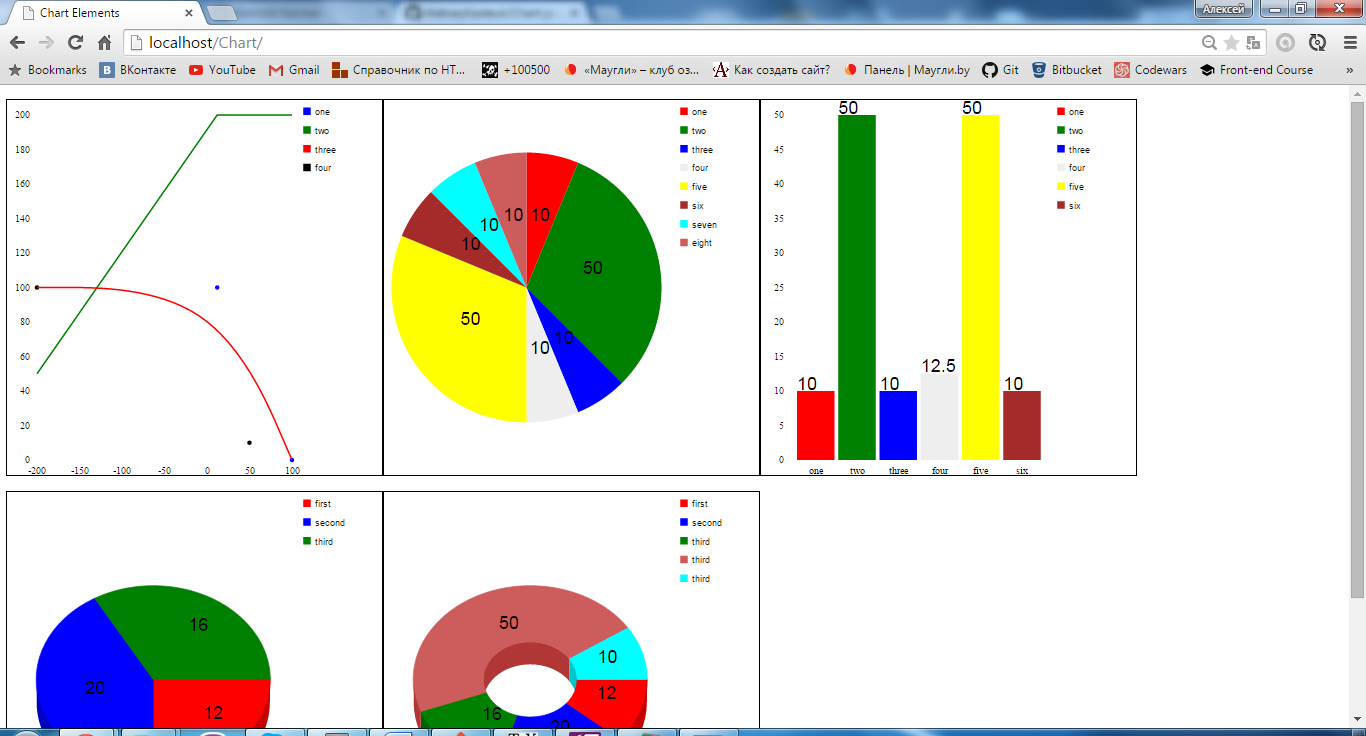 Chart Elements
Алексей
localhost/Chart/
Bookmarks ВКонтакте YouTube Gmail Справочник по HT... +100500 «Маугли» – клуб оз... Как создать сайт? Панель | Маугли.by Git Bitbucket Codewars Front-end Course »
200
180
160
140
120
100
80
60
40
20
0
-200 -150 -100 -50 0 50 100
one
two
three
four
10
50
10
10
50
10
10
10
one
two
three
four
five
six
seven
eight
50
45
40
35
30
25
20
15
10
5
0
10 50 10 12.5 50 10
one two three four five six
one
two
three
four
five
six
16
20
12
first
second
third
50
10
12
16
20
first
second
third
third
third